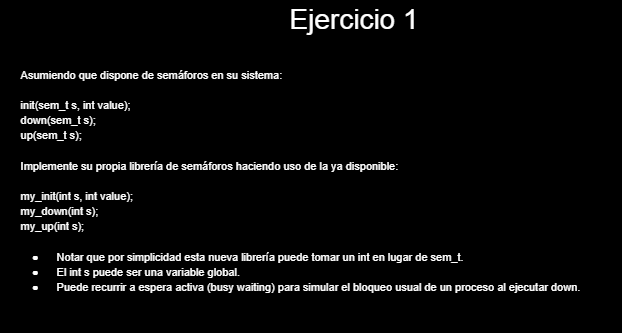 Ejercicio 1
Asumiendo que dispone de semáforos en su sistema:
init(sem_t s, int value);
down(sem_t s);
up(sem_t s);
Implemente su propia librería de semáforos haciendo uso de la ya disponible:
my_init(int s, int value);
my_down(int s);
my_up(int s);
● Notar que por simplicidad esta nueva librería puede tomar un int en lugar de sem_t.
● El int s puede ser una variable global.
● Puede recurrir a espera activa (busy waiting) para simular el bloqueo usual de un proceso al ejecutar down.